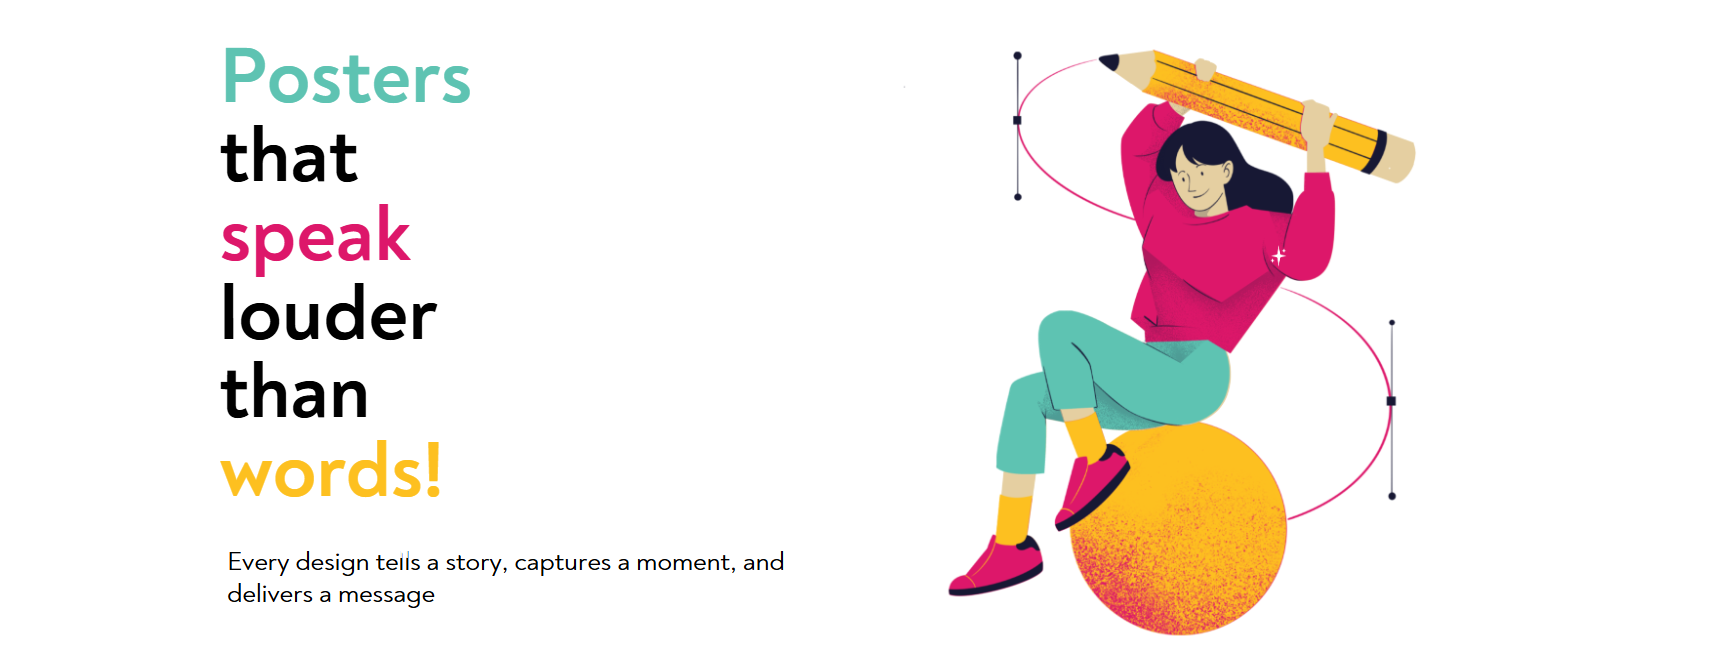 Posters
that
speak
louder
than
words!
Every design tells a story, captures a moment, and
delivers a message